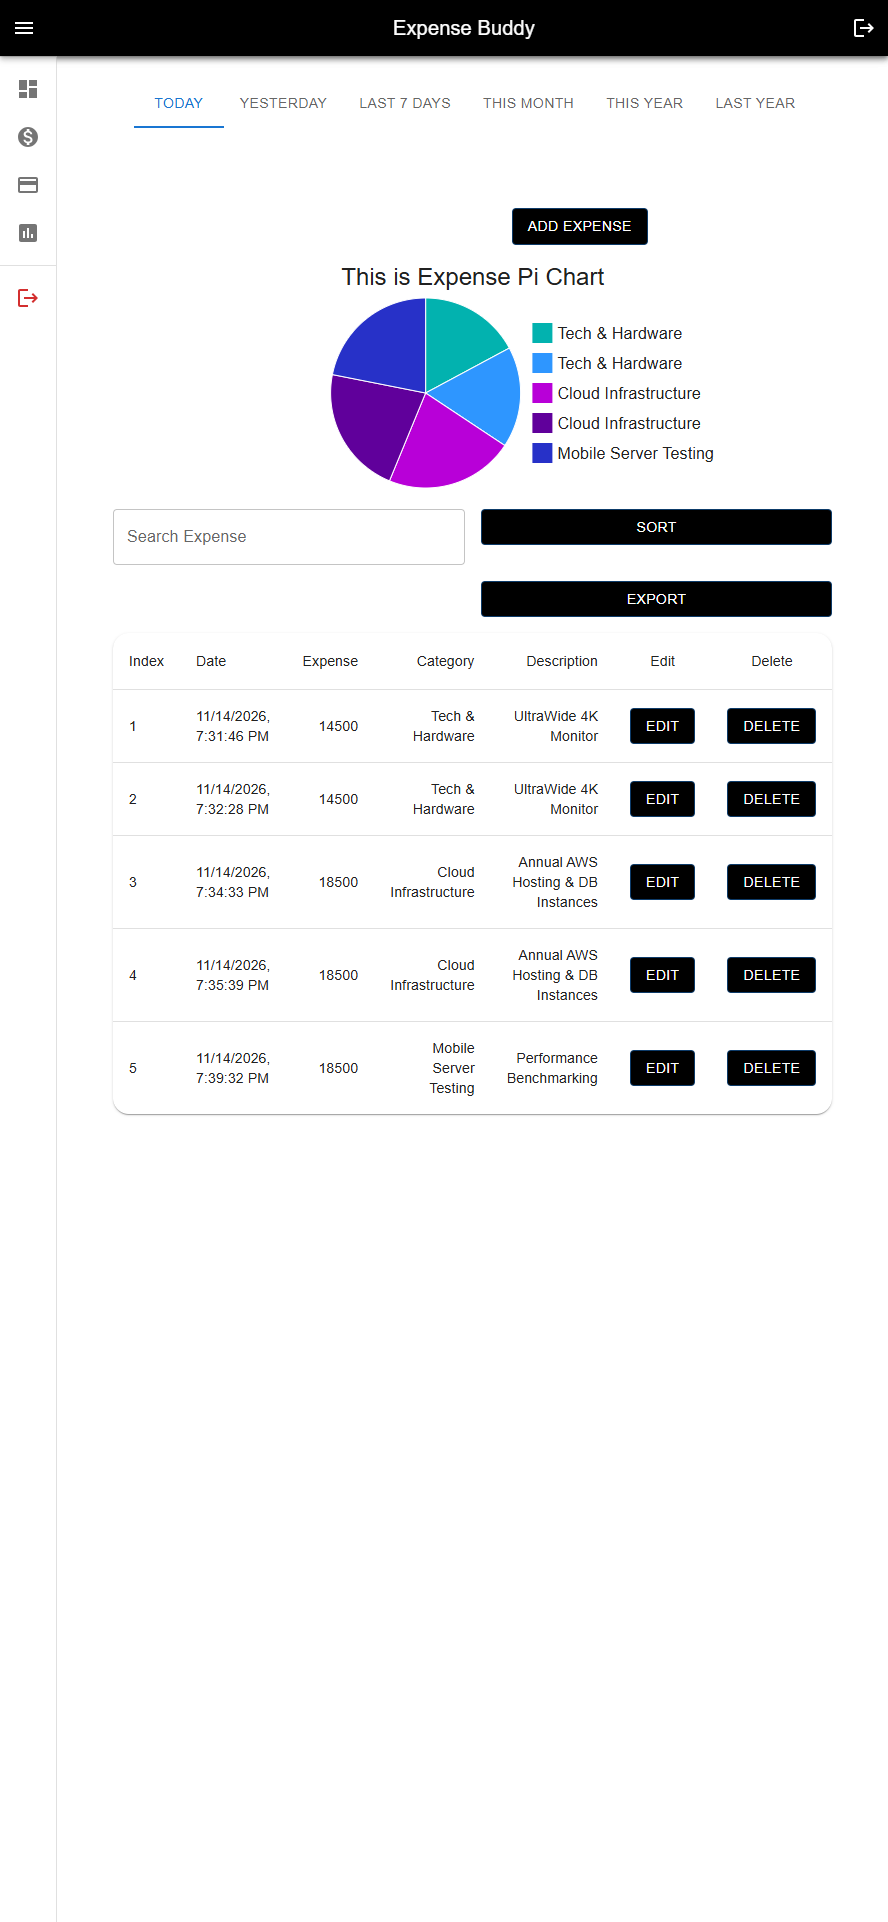 Expense Buddy
TODAY YESTERDAY LAST 7 DAYS THIS MONTH THIS YEAR LAST YEAR
ADD EXPENSE
This is Expense Pi Chart
Tech & Hardware
Tech & Hardware
Cloud Infrastructure
Cloud Infrastructure
Mobile Server Testing
Search Expense
SORT
EXPORT
Index Date Expense Category Description Edit Delete
1 11/14/2026, 7:31:46 PM 14500 Tech & Hardware UltraWide 4K Monitor EDIT DELETE
2 11/14/2026, 7:32:28 PM 14500 Tech & Hardware UltraWide 4K Monitor EDIT DELETE
3 11/14/2026, 7:34:33 PM 18500 Cloud Infrastructure Annual AWS Hosting & DB Instances EDIT DELETE
4 11/14/2026, 7:35:39 PM 18500 Cloud Infrastructure Annual AWS Hosting & DB Instances EDIT DELETE
5 11/14/2026, 7:39:32 PM 18500 Mobile Server Testing Performance Benchmarking EDIT DELETE